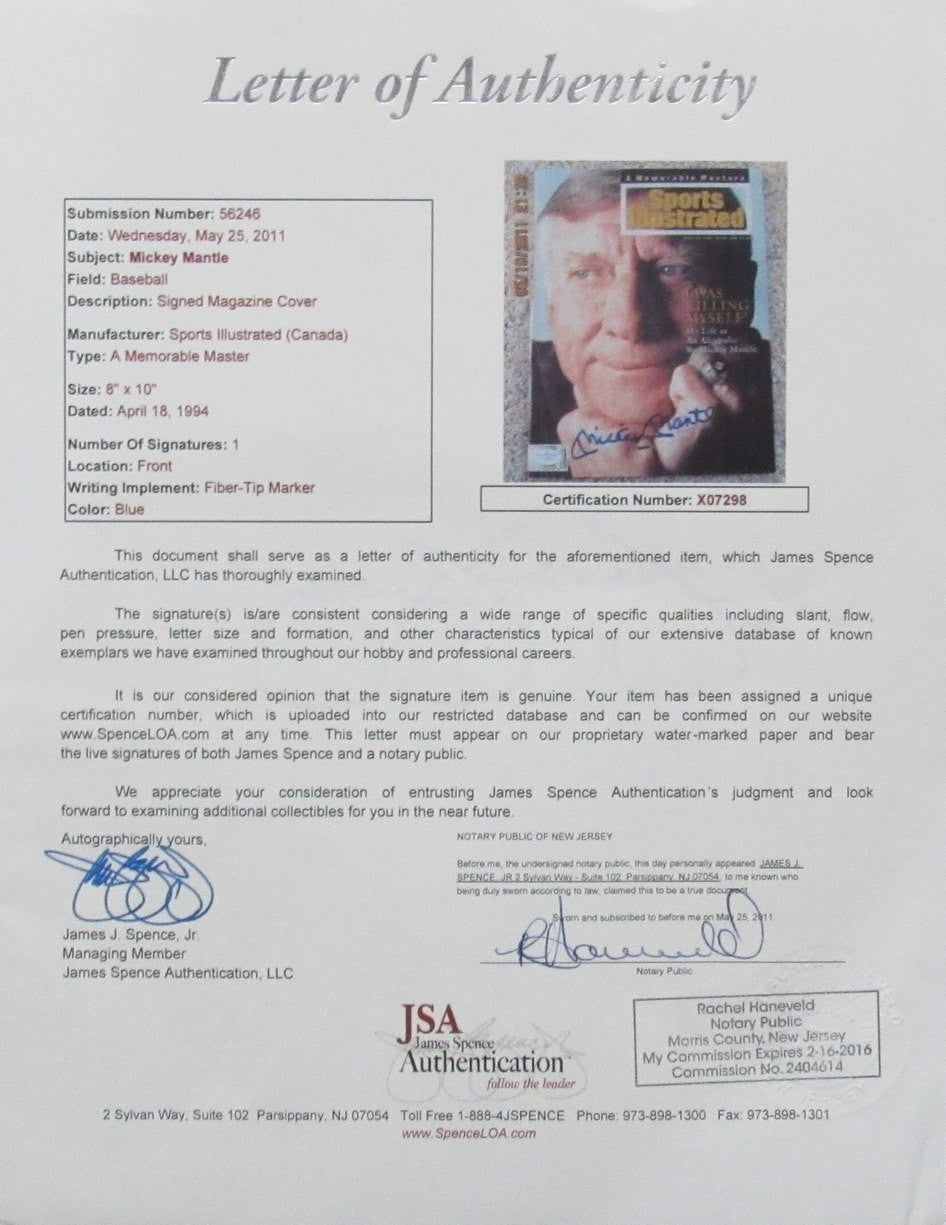 Letter of Authenticity
Submission Number: 56246
Date: Wednesday, May 25, 2011
Subject: Mickey Mantle
Field: Baseball
Description: Signed Magazine Cover
Manufacturer: Sports Illustrated (Canada)
Type: A Memorable Master
Size: 8" x 10"
Dated: April 18, 1994
Number Of Signatures: 1
Location: Front
Writing Implement: Fiber-Tip Marker
Color: Blue
Sports
Illustrated
I WAS
KILLING
MYSELF
My Life as
An Alcoholic
By Mickey Mantle
Mickey Mantle
Certification Number: X07298
This document shall serve as a letter of authenticity for the aforementioned item, which James Spence
Authentication, LLC has thoroughly examined.
The signature(s) is/are consistent considering a wide range of specific qualities including slant, flow,
pen pressure, letter size and formation, and other characteristics typical of our extensive database of known
exemplars we have examined throughout our hobby and professional careers.
It is our considered opinion that the signature item is genuine. Your item has been assigned a unique
certification number, which is uploaded into our restricted database and can be confirmed on our website
www.SpenceLOA.com at any time. This letter must appear on our proprietary water-marked paper and bear
the live signatures of both James Spence and a notary public.
We appreciate your consideration of entrusting James Spence Authentication's judgment and look
forward to examining additional collectibles for you in the near future.
Autographically yours,
James J. Spence, Jr.
Managing Member
James Spence Authentication, LLC
NOTARY PUBLIC OF NEW JERSEY
Before me, the undersigned notary public, this day personally appeared JAMES J.
SPENCE, JR 2 Sylvan Way - Suite 102, Parsippany, NJ 07054, to me known who
being duly sworn according to law, claimed this to be a true document.
Sworn and subscribed to before me on May 25, 2011
R Haneveld
Notary Public
Rachel Haneveld
Notary Public
Morris County, New Jersey
My Commission Expires 2-16-2016
Commission No. 2404614
JSA
James Spence
Authentication™
follow the leader
2 Sylvan Way, Suite 102 Parsippany, NJ 07054 Toll Free 1-888-4JSPENCE Phone: 973-898-1300 Fax: 973-898-1301
www.SpenceLOA.com